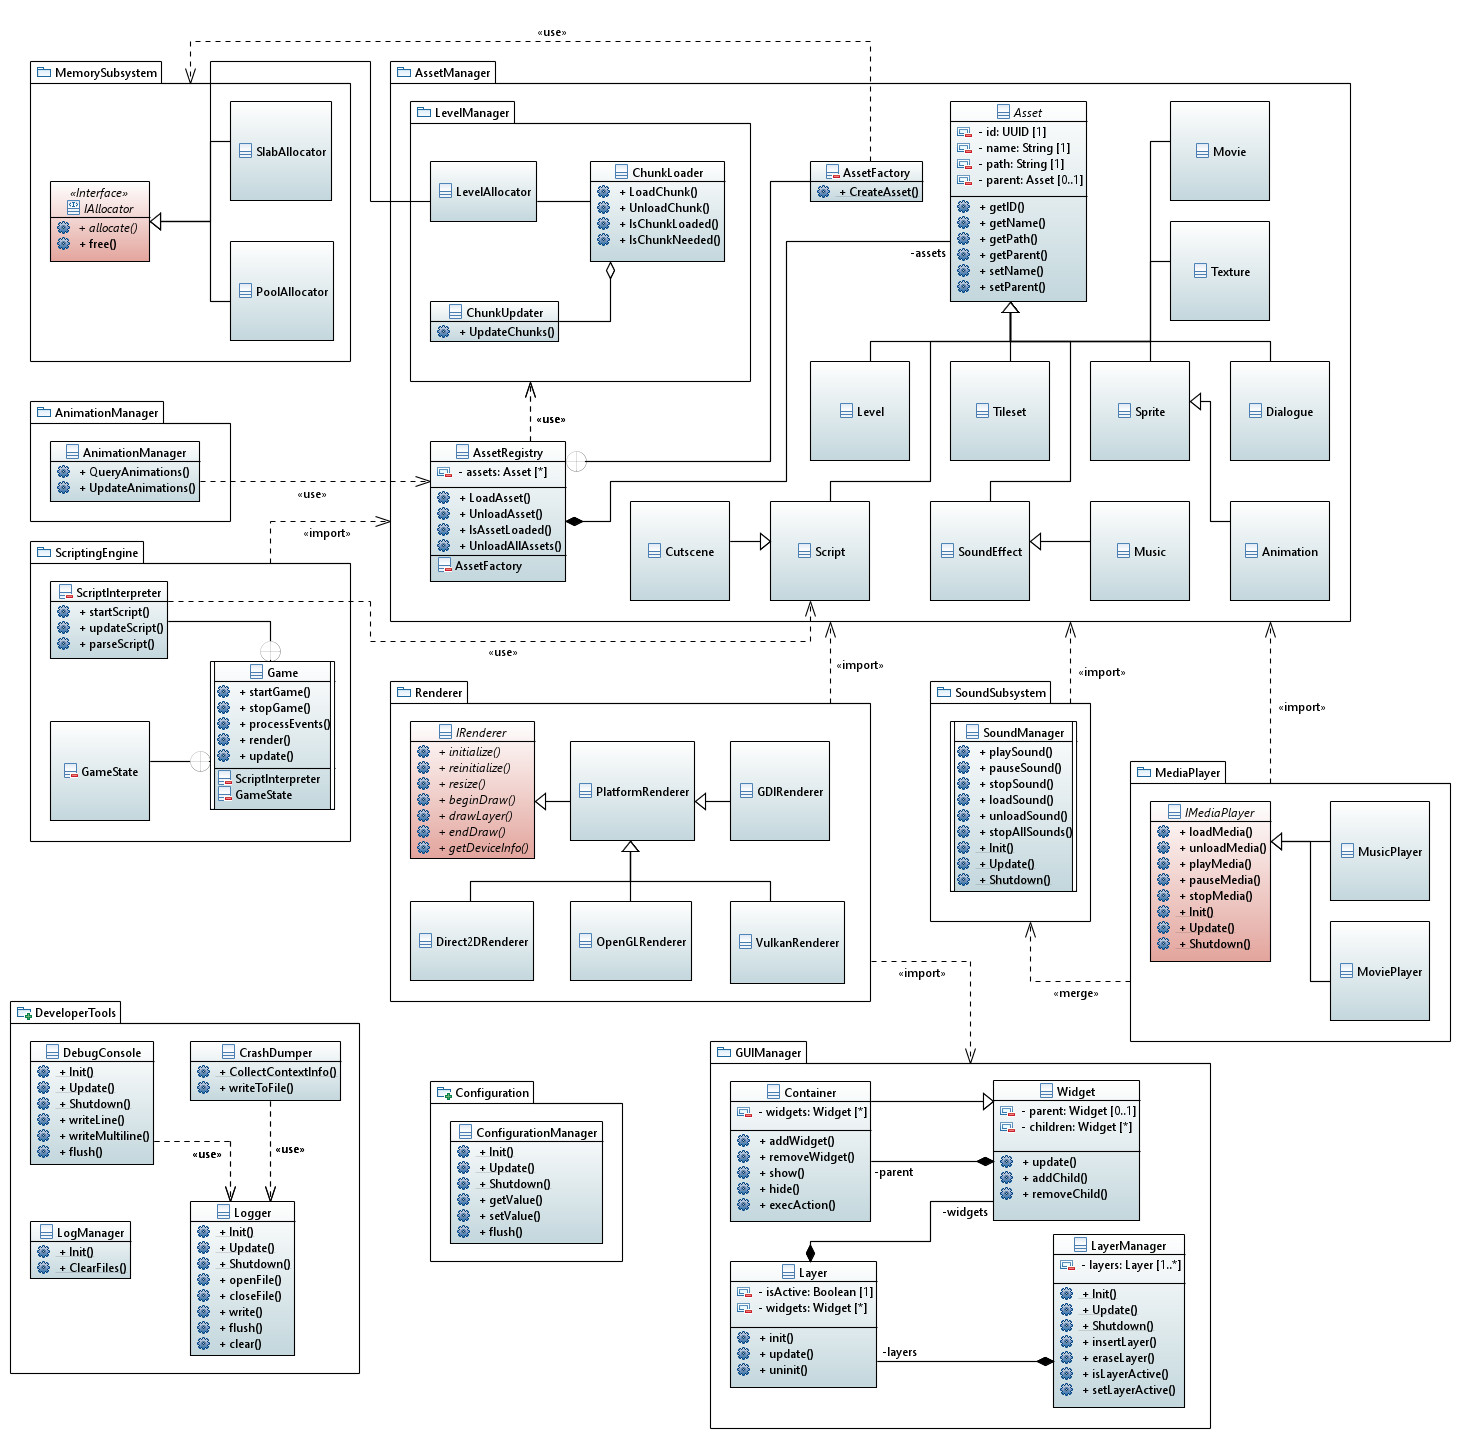 «use»
MemorySubsystem
SlabAllocator
«Interface»
IAllocator
+ allocate()
+ free()
PoolAllocator
AssetManager
LevelManager
LevelAllocator
ChunkLoader
+ LoadChunk()
+ UnloadChunk()
+ IsChunkLoaded()
+ IsChunkNeeded()
ChunkUpdater
+ UpdateChunks()
«use»
AssetFactory
+ CreateAsset()
-assets
Asset
- id: UUID [1]
- name: String [1]
- path: String [1]
- parent: Asset [0..1]
+ getID()
+ getName()
+ getPath()
+ getParent()
+ setName()
+ setParent()
Movie
Texture
Level
Tileset
Sprite
Dialogue
AssetRegistry
- assets: Asset [*]
+ LoadAsset()
+ UnloadAsset()
+ IsAssetLoaded()
+ UnloadAllAssets()
AssetFactory
Cutscene
Script
SoundEffect
Music
Animation
AnimationManager
AnimationManager
+ QueryAnimations()
+ UpdateAnimations()
«use»
«import»
ScriptingEngine
ScriptInterpreter
+ startScript()
+ updateScript()
+ parseScript()
«use»
Game
+ startGame()
+ stopGame()
+ processEvents()
+ render()
+ update()
ScriptInterpreter
GameState
GameState
«import»
«import»
«import»
Renderer
IRenderer
+ initialize()
+ reinitialize()
+ resize()
+ beginDraw()
+ drawLayer()
+ endDraw()
+ getDeviceInfo()
PlatformRenderer
GDIRenderer
Direct2DRenderer
OpenGLRenderer
VulkanRenderer
SoundSubsystem
SoundManager
+ playSound()
+ pauseSound()
+ stopSound()
+ loadSound()
+ unloadSound()
+ stopAllSounds()
+ Init()
+ Update()
+ Shutdown()
MediaPlayer
IMediaPlayer
+ loadMedia()
+ unloadMedia()
+ playMedia()
+ pauseMedia()
+ stopMedia()
+ Init()
+ Update()
+ Shutdown()
MusicPlayer
MoviePlayer
«import»
«merge»
DeveloperTools
DebugConsole
+ Init()
+ Update()
+ Shutdown()
+ writeLine()
+ writeMultiline()
+ flush()
CrashDumper
+ CollectContextInfo()
+ writeToFile()
«use»
«use»
LogManager
+ Init()
+ ClearFiles()
Logger
+ Init()
+ Update()
+ Shutdown()
+ openFile()
+ closeFile()
+ write()
+ flush()
+ clear()
Configuration
ConfigurationManager
+ Init()
+ Update()
+ Shutdown()
+ getValue()
+ setValue()
+ flush()
GUIManager
Container
- widgets: Widget [*]
+ addWidget()
+ removeWidget()
+ show()
+ hide()
+ execAction()
-parent
Widget
- parent: Widget [0..1]
- children: Widget [*]
+ update()
+ addChild()
+ removeChild()
-widgets
Layer
- isActive: Boolean [1]
- widgets: Widget [*]
+ init()
+ update()
+ uninit()
-layers
LayerManager
- layers: Layer [1..*]
+ Init()
+ Update()
+ Shutdown()
+ insertLayer()
+ eraseLayer()
+ isLayerActive()
+ setLayerActive()